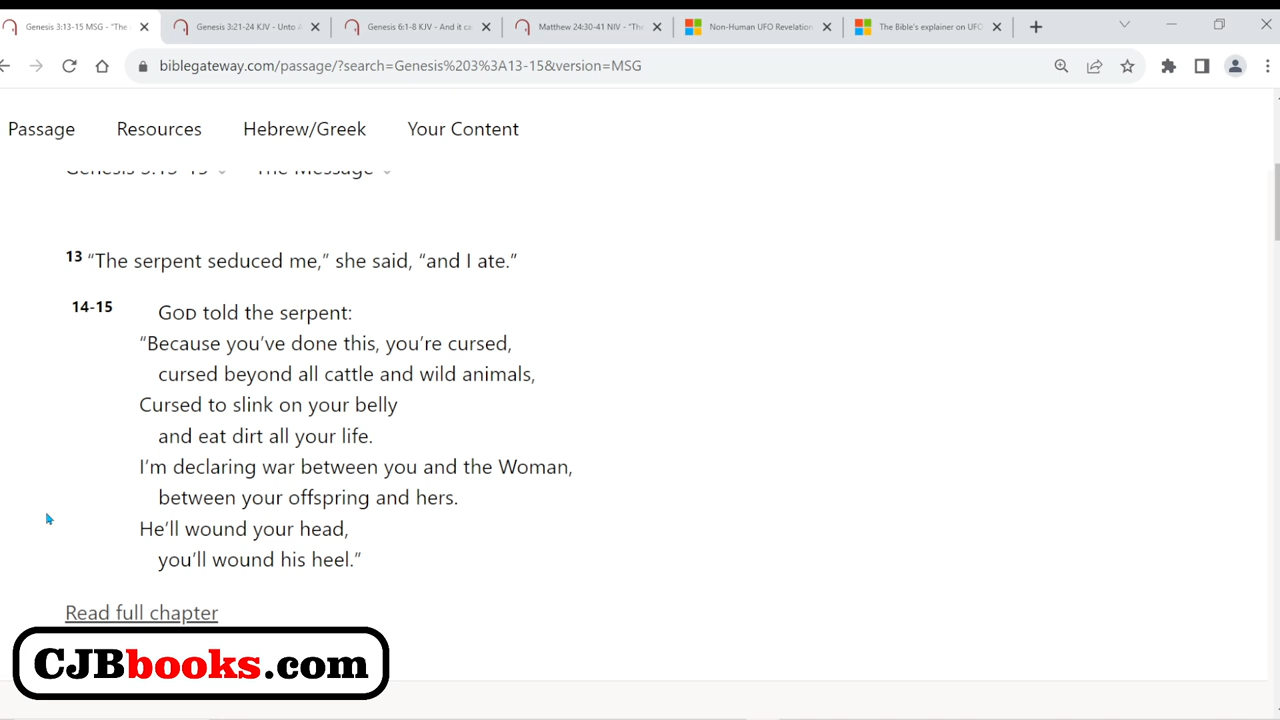 Genesis 3:13-15 MSG - "The
Genesis 3:21-24 KJV - Unto A
Genesis 6:1-8 KJV - And it ca
Matthew 24:30-41 NIV - "The
Non-Human UFO Revelation
The Bible's explainer on UFO
biblegateway.com/passage/?search=Genesis%203%3A13-15&version=MSG
Passage Resources Hebrew/Greek Your Content
Genesis 3:13-15 The Message
13 “The serpent seduced me,” she said, “and I ate.”
14-15 GOD told the serpent:
“Because you’ve done this, you’re cursed,
cursed beyond all cattle and wild animals,
Cursed to slink on your belly
and eat dirt all your life.
I’m declaring war between you and the Woman,
between your offspring and hers.
He’ll wound your head,
you’ll wound his heel.”
Read full chapter
CJBbooks.com